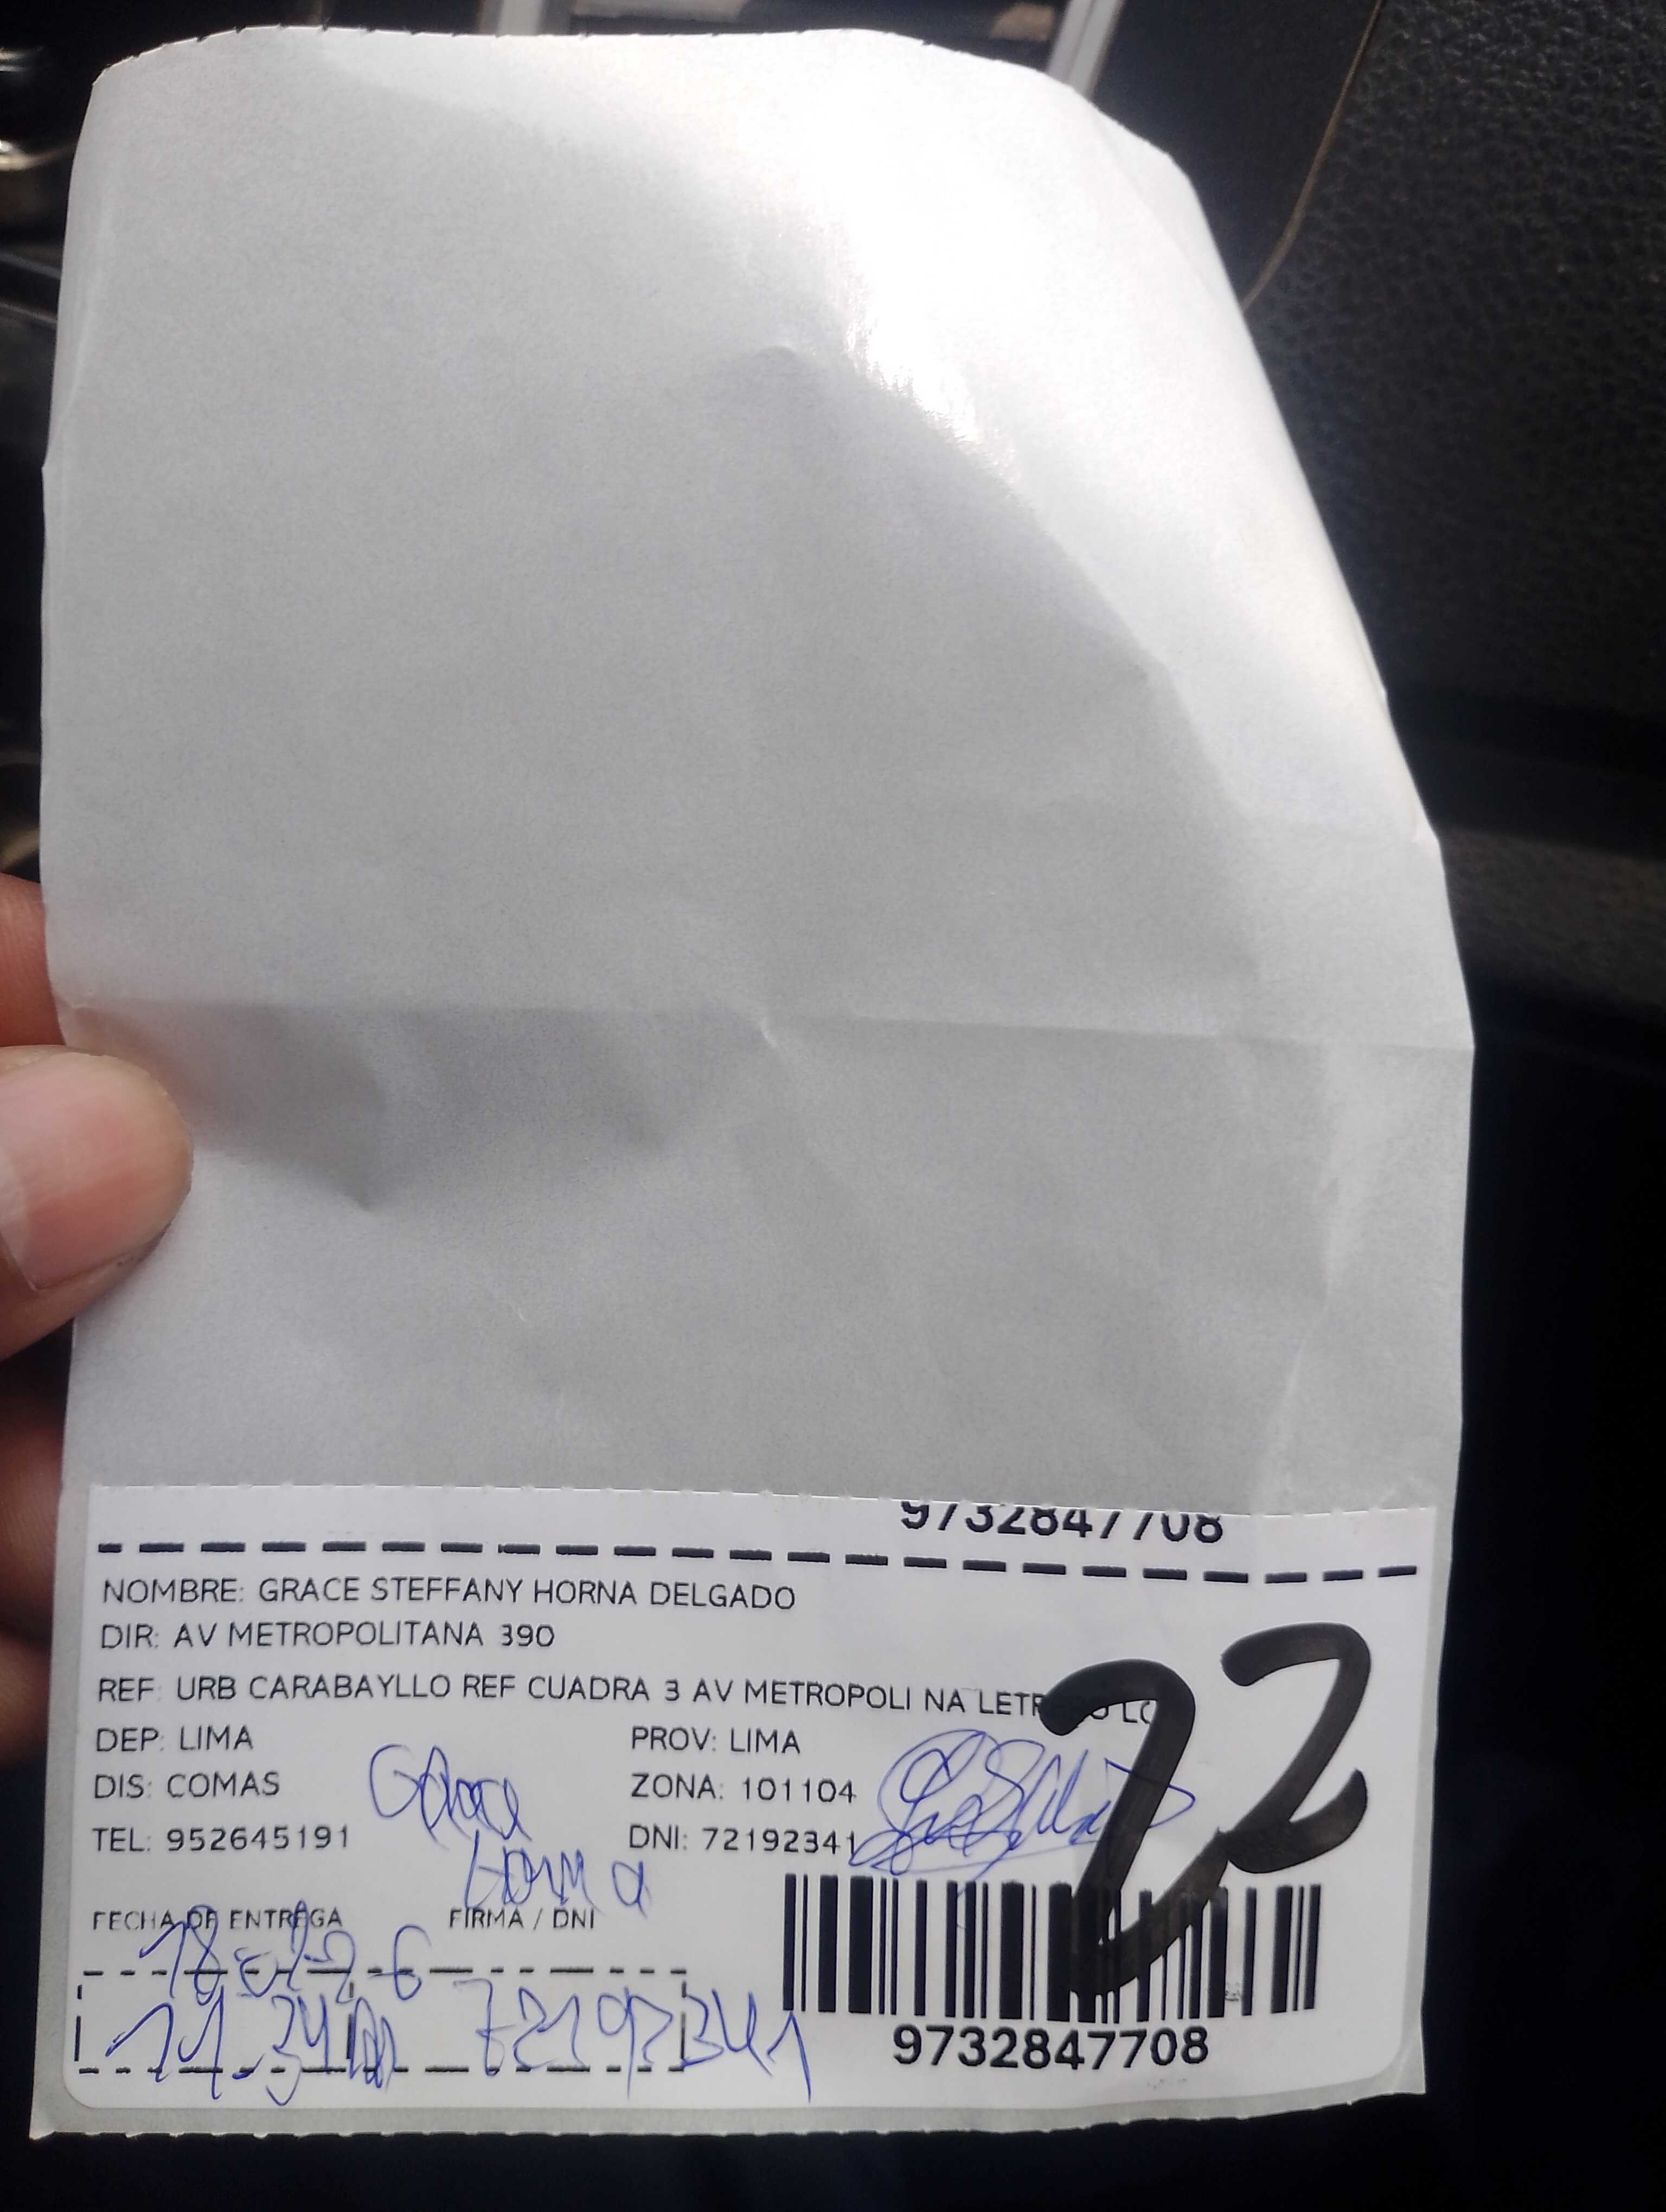 9732847708
NOMBRE: GRACE STEFFANY HORNA DELGADO
DIR: AV METROPOLITANA 390
REF: URB CARABAYLLO REF CUADRA 3 AV METROPOLI NA
DEP: LIMA PROV: LIMA
DIS: COMAS ZONA: 101104
TEL: 952645191 DNI: 72192341
22
Horna
FECHA DE ENTREGA FIRMA / DNI
72192341
9732847708